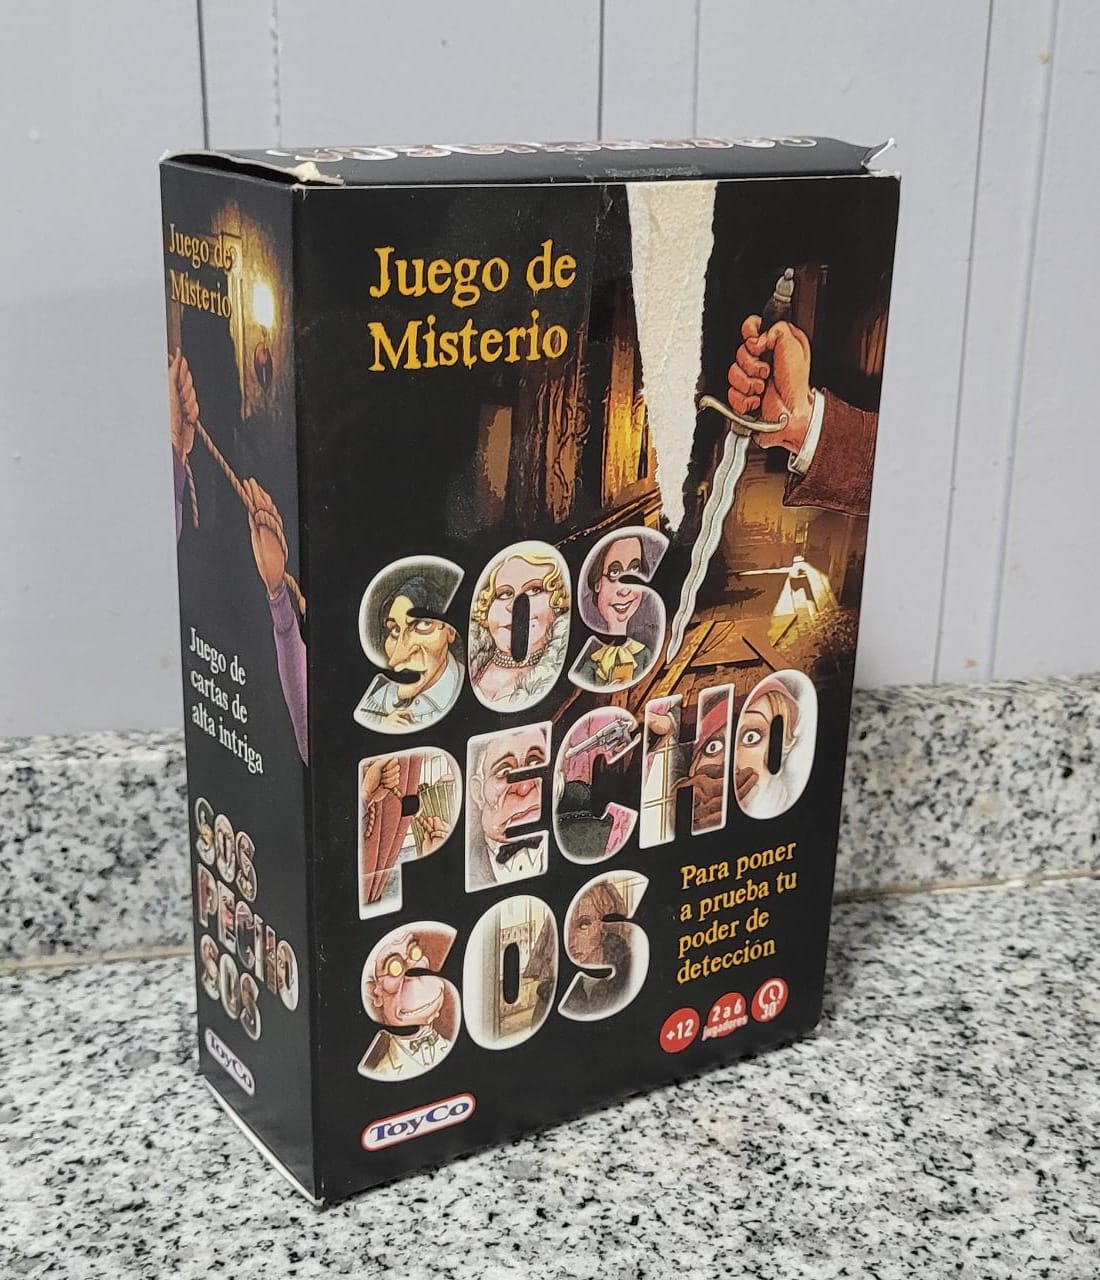 Juego de
Misterio
SOS
PECHO
SOS
Para poner
a prueba tu
poder de
detección
+12
2 a 6
jugadores
30'
ToyCo
Juego de
Misterio
Juego de
cartas de
alta intriga
SOS
PECHO
SOS
ToyCo